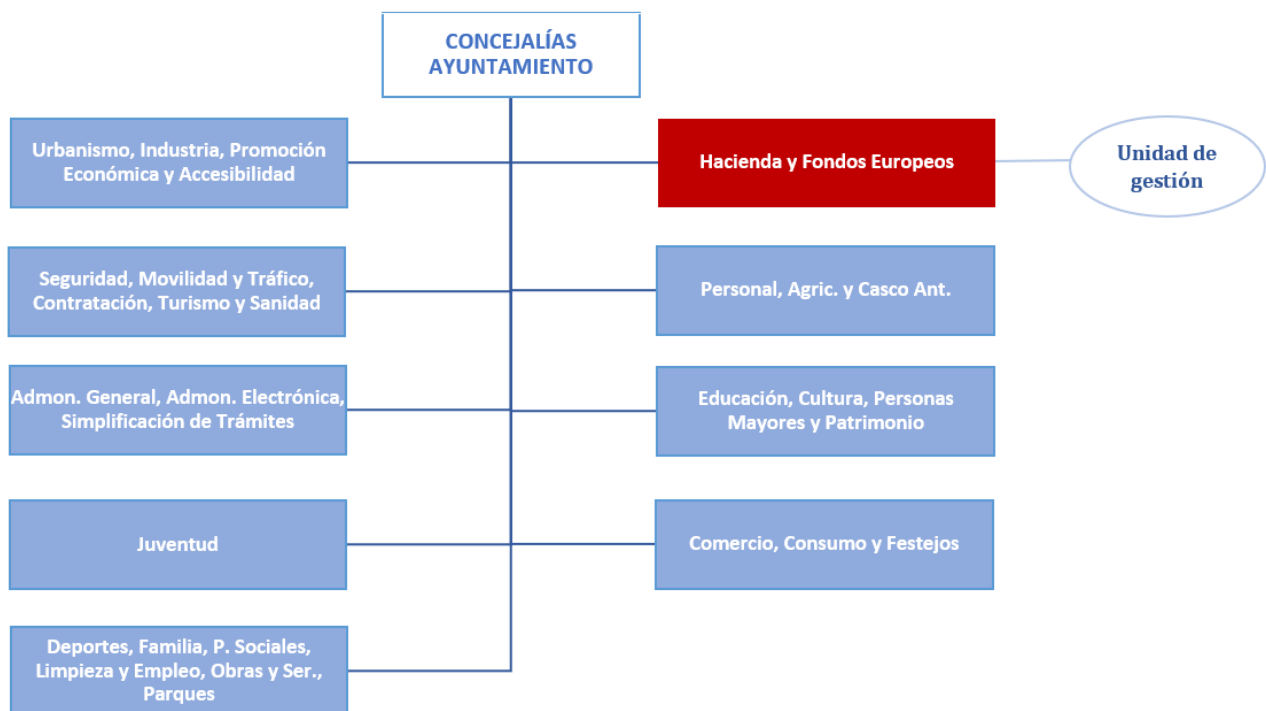 CONCEJALÍAS
AYUNTAMIENTO
Urbanismo, Industria, Promoción
Económica y Accesibilidad
Hacienda y Fondos Europeos
Unidad de
gestión
Seguridad, Movilidad y Tráfico,
Contratación, Turismo y Sanidad
Personal, Agric. y Casco Ant.
Admon. General, Admon. Electrónica,
Simplificación de Trámites
Educación, Cultura, Personas
Mayores y Patrimonio
Juventud
Comercio, Consumo y Festejos
Deportes, Familia, P. Sociales,
Limpieza y Empleo, Obras y Ser.,
Parques